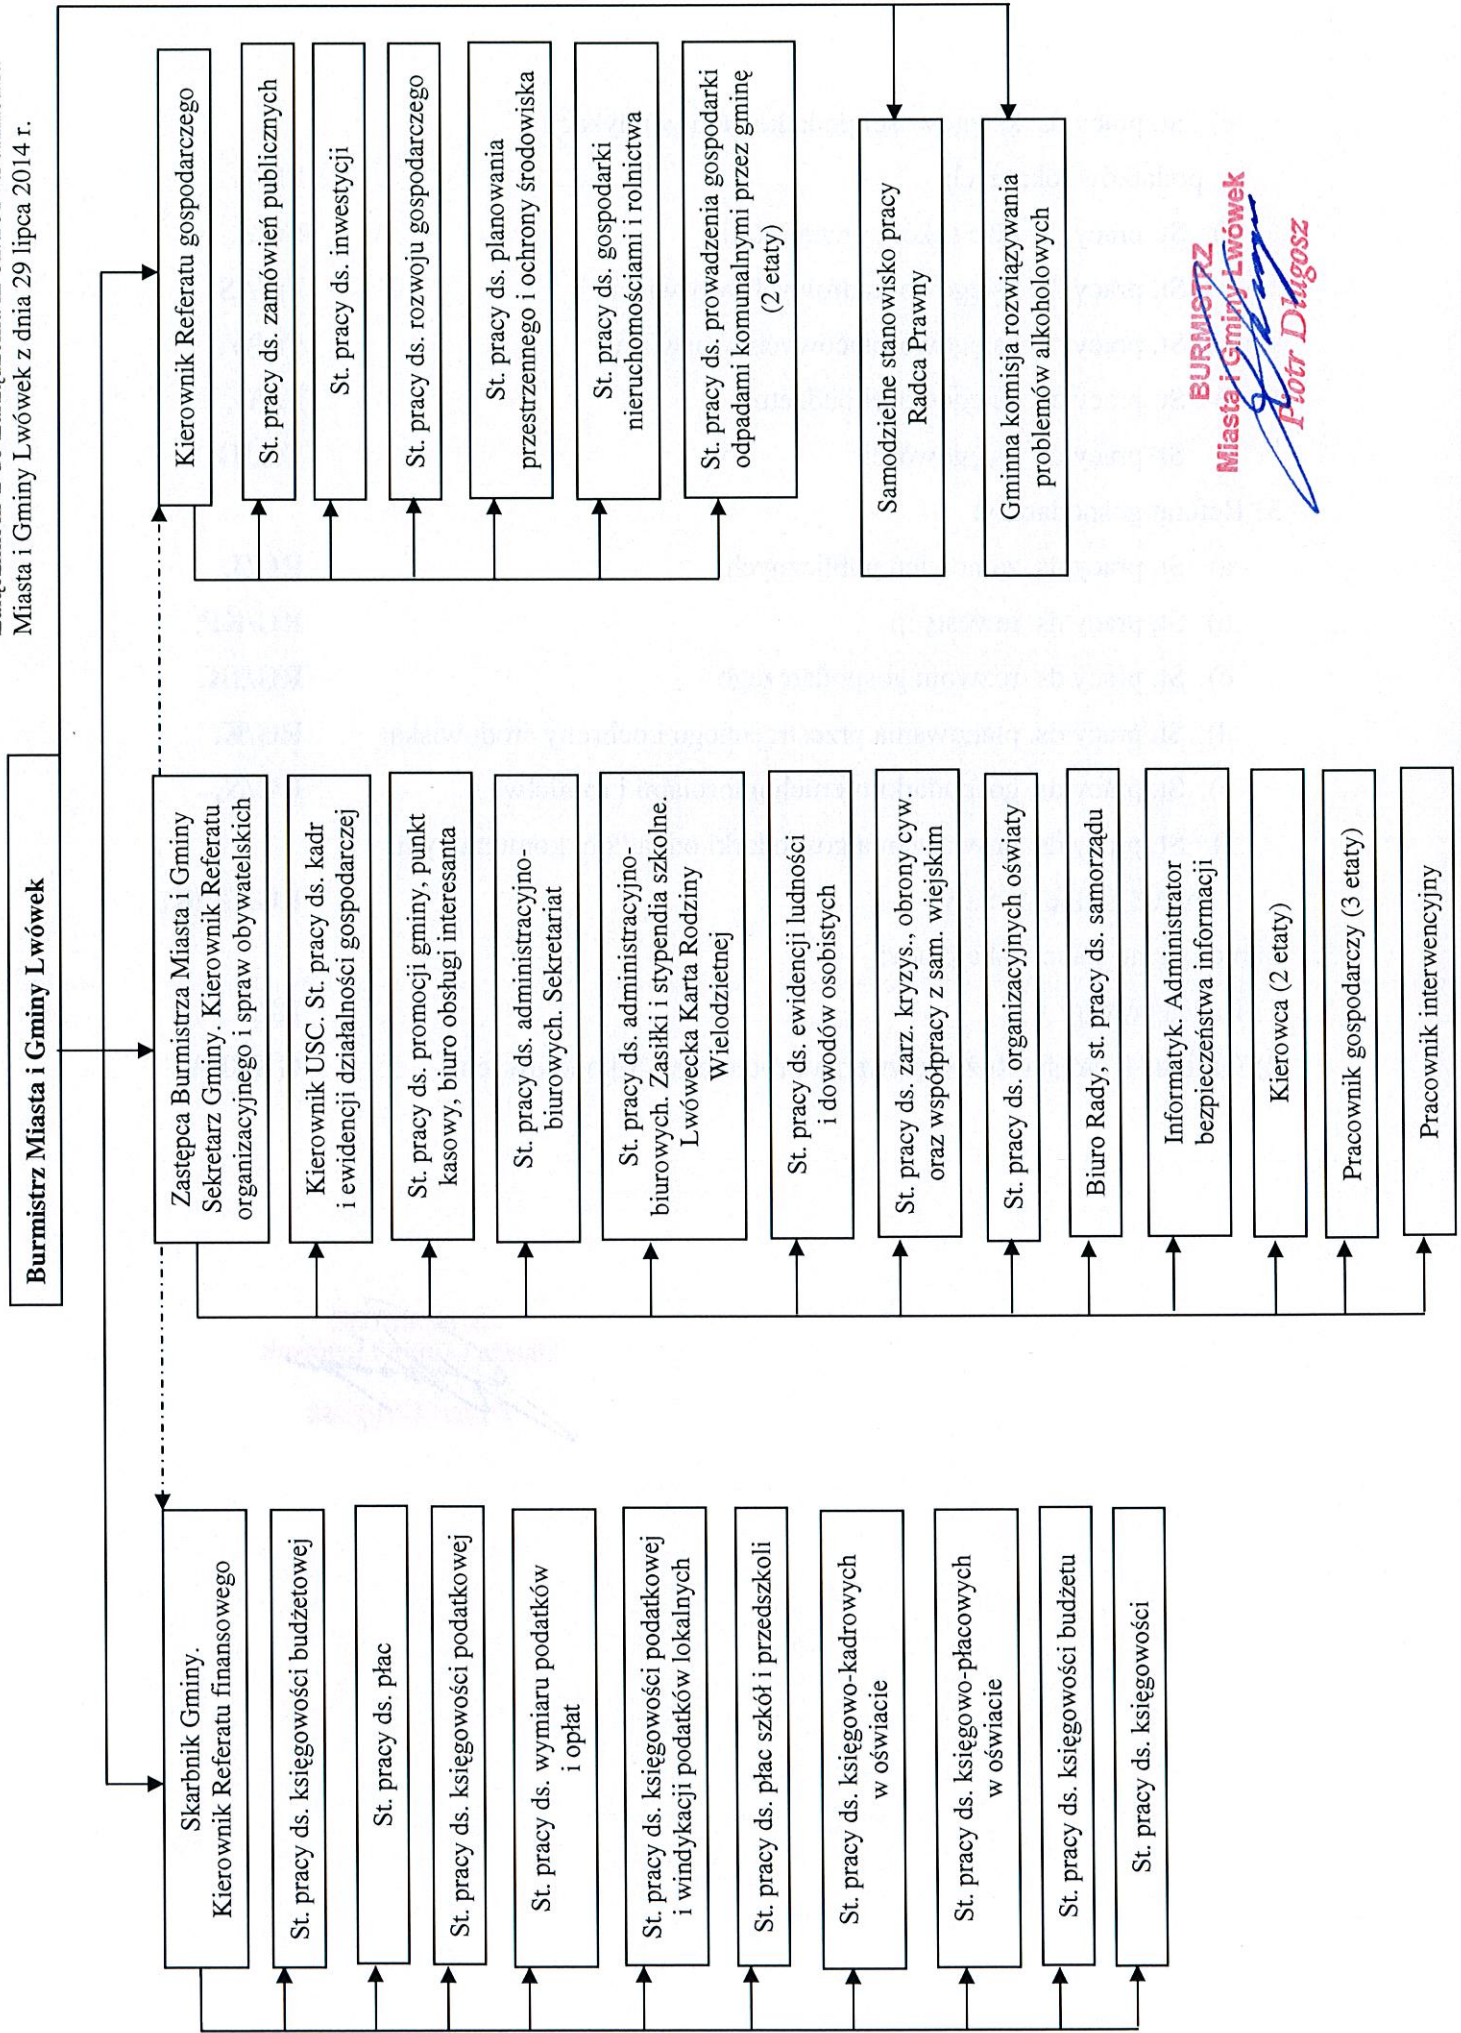 Miasta i Gminy Lwówek z dnia 29 lipca 2014 r.
Burmistrz Miasta i Gminy Lwówek
Skarbnik Gminy.
Kierownik Referatu finansowego
St. pracy ds. księgowości budżetowej
St. pracy ds. płac
St. pracy ds. księgowości podatkowej
St. pracy ds. wymiaru podatków
i opłat
St. pracy ds. księgowości podatkowej
i windykacji podatków lokalnych
St. pracy ds. płac szkół i przedszkoli
St. pracy ds. księgowo-kadrowych
w oświacie
St. pracy ds. księgowo-płacowych
w oświacie
St. pracy ds. księgowości budżetu
St. pracy ds. księgowości
Zastępca Burmistrza Miasta i Gminy
Sekretarz Gminy. Kierownik Referatu
organizacyjnego i spraw obywatelskich
Kierownik USC. St. pracy ds. kadr
i ewidencji działalności gospodarczej
St. pracy ds. promocji gminy, punkt
kasowy, biuro obsługi interesanta
St. pracy ds. administracyjno-
biurowych. Sekretariat
St. pracy ds. administracyjno-
biurowych. Zasiłki i stypendia szkolne.
Lwówecka Karta Rodziny
Wielodzietnej
St. pracy ds. ewidencji ludności
i dowodów osobistych
St. pracy ds. zarz. kryzys., obrony cyw.
oraz współpracy z sam. wiejskim
St. pracy ds. organizacyjnych oświaty
Biuro Rady st. pracy ds. samorządu
Informatyk. Administrator
bezpieczeństwa informacji
Kierowca (2 etaty)
Pracownik gospodarczy (3 etaty)
Pracownik interwencyjny
Kierownik Referatu gospodarczego
St. pracy ds. zamówień publicznych
St. pracy ds. inwestycji
St. pracy ds. rozwoju gospodarczego
St. pracy ds. planowania
przestrzennego i ochrony środowiska
St. pracy ds. gospodarki
nieruchomościami i rolnictwa
St. pracy ds. prowadzenia gospodarki
odpadami komunalnymi przez gminę
(2 etaty)
Samodzielne stanowisko pracy
Radca Prawny
Gminna komisja rozwiązywania
problemów alkoholowych
BURMISTRZ
Miasta i Gminy Lwówek
Piotr Długosz